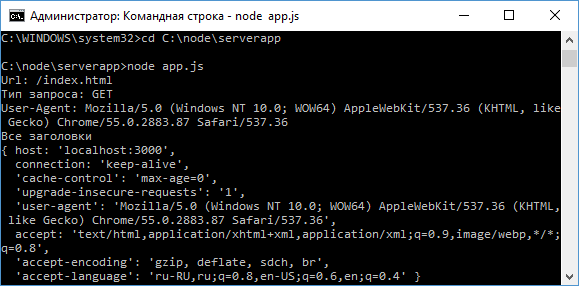 Администратор: Командная строка - node app.js
C:\WINDOWS\system32>cd C:\node\serverapp
C:\node\serverapp>node app.js
Url: /index.html
Тип запроса: GET
User-Agent: Mozilla/5.0 (Windows NT 10.0; WOW64) AppleWebKit/537.36 (KHTML, like
Gecko) Chrome/55.0.2883.87 Safari/537.36
Все заголовки
{ host: 'localhost:3000',
connection: 'keep-alive',
'cache-control': 'max-age=0',
'upgrade-insecure-requests': '1',
'user-agent': 'Mozilla/5.0 (Windows NT 10.0; WOW64) AppleWebKit/537.36 (KHTML,
like Gecko) Chrome/55.0.2883.87 Safari/537.36',
accept: 'text/html,application/xhtml+xml,application/xml;q=0.9,image/webp,*/*;
q=0.8',
'accept-encoding': 'gzip, deflate, sdch, br',
'accept-language': 'ru-RU,ru;q=0.8,en-US;q=0.6,en;q=0.4' }